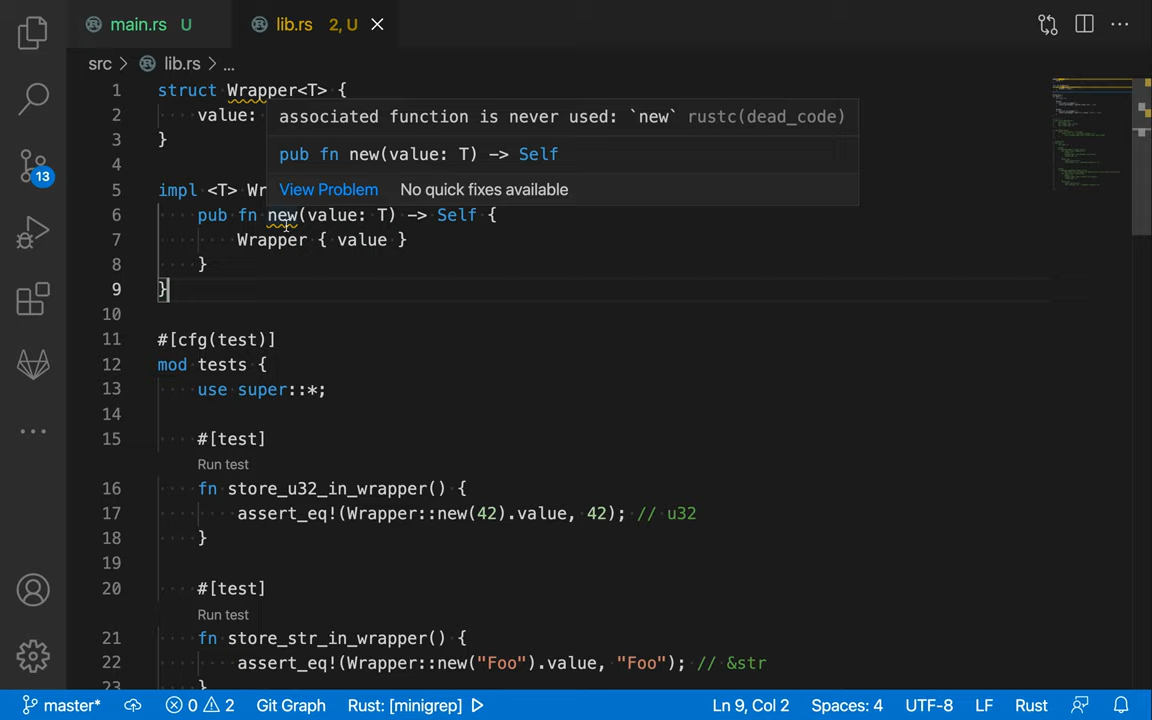 main.rs U lib.rs 2, U
src > lib.rs > ...
1 struct Wrapper<T> {
2 value:
3 }
4
5 impl <T> Wr
associated function is never used: `new` rustc(dead_code)
pub fn new(value: T) -> Self
View Problem No quick fixes available
6 pub fn new(value: T) -> Self {
7 Wrapper { value }
8 }
9 }
10
11 #[cfg(test)]
12 mod tests {
13 use super::*;
14
15 #[test]
Run test
16 fn store_u32_in_wrapper() {
17 assert_eq!(Wrapper::new(42).value, 42); // u32
18 }
19
20 #[test]
Run test
21 fn store_str_in_wrapper() {
22 assert_eq!(Wrapper::new("Foo").value, "Foo"); // &str
23 }
13
master* 0 2 Git Graph Rust: [minigrep] Ln 9, Col 2 Spaces: 4 UTF-8 LF Rust